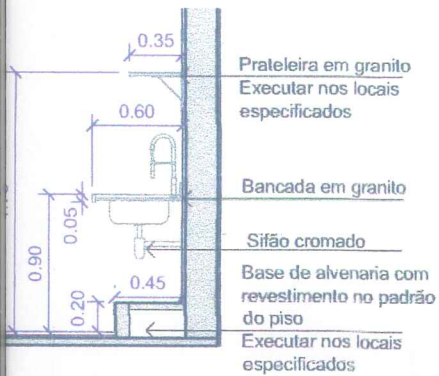 0.35
Prateleira em granito
Executar nos locais
especificados
0.60
Bancada em granito
0.05
0.90
Sifão cromado
0.45
Base de alvenaria com
revestimento no padrão
do piso
0.20
Executar nos locais
especificados